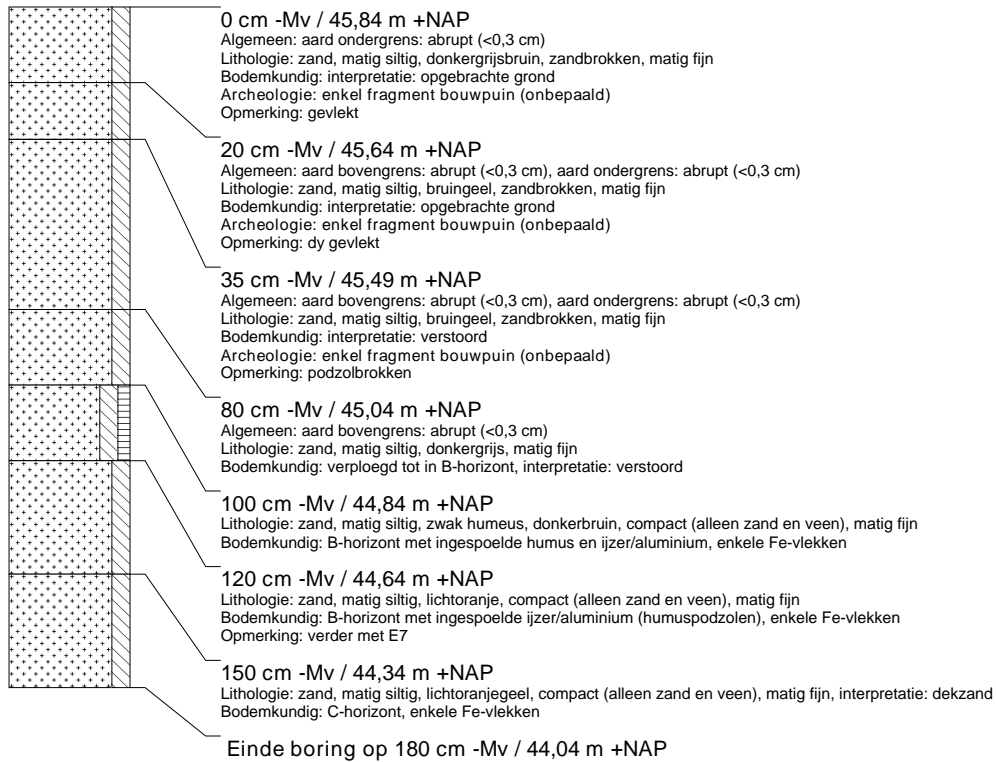 0 cm -Mv / 45,84 m +NAP
Algemeen: aard ondergrens: abrupt (<0,3 cm)
Lithologie: zand, matig siltig, donkergrijsbruin, zandbrokken, matig fijn
Bodemkundig: interpretatie: opgebrachte grond
Archeologie: enkel fragment bouwpuin (onbepaald)
Opmerking: gevlekt
20 cm -Mv / 45,64 m +NAP
Algemeen: aard bovengrens: abrupt (<0,3 cm), aard ondergrens: abrupt (<0,3 cm)
Lithologie: zand, matig siltig, bruingeel, zandbrokken, matig fijn
Bodemkundig: interpretatie: opgebrachte grond
Archeologie: enkel fragment bouwpuin (onbepaald)
Opmerking: dy gevlekt
35 cm -Mv / 45,49 m +NAP
Algemeen: aard bovengrens: abrupt (<0,3 cm), aard ondergrens: abrupt (<0,3 cm)
Lithologie: zand, matig siltig, bruingeel, zandbrokken, matig fijn
Bodemkundig: interpretatie: verstoord
Archeologie: enkel fragment bouwpuin (onbepaald)
Opmerking: podzolbrokken
80 cm -Mv / 45,04 m +NAP
Algemeen: aard bovengrens: abrupt (<0,3 cm)
Lithologie: zand, matig siltig, donkergrijs, matig fijn
Bodemkundig: verploegd tot in B-horizont, interpretatie: verstoord
100 cm -Mv / 44,84 m +NAP
Lithologie: zand, matig siltig, zwak humeus, donkerbruin, compact (alleen zand en veen), matig fijn
Bodemkundig: B-horizont met ingespoelde humus en ijzer/aluminium, enkele Fe-vlekken
120 cm -Mv / 44,64 m +NAP
Lithologie: zand, matig siltig, lichtoranje, compact (alleen zand en veen), matig fijn
Bodemkundig: B-horizont met ingespoelde ijzer/aluminium (humuspodzolen), enkele Fe-vlekken
Opmerking: verder met E7
150 cm -Mv / 44,34 m +NAP
Lithologie: zand, matig siltig, lichtoranjegeel, compact (alleen zand en veen), matig fijn, interpretatie: dekzand
Bodemkundig: C-horizont, enkele Fe-vlekken
Einde boring op 180 cm -Mv / 44,04 m +NAP